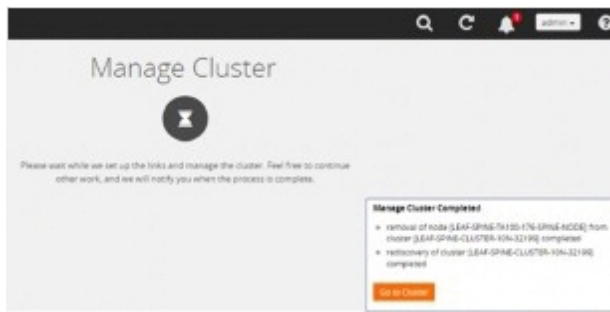 admin
Manage Cluster
Please wait while we set up the links and manage the cluster. Feel free to continue
other work, and we will notify you when the process is complete.
Manage Cluster Completed
removal of node [LEAF-SPINE-TA100-176-SPINE-NODE] from
cluster [LEAF-SPINE-CLUSTER-10N-32199] completed
rediscovery of cluster [LEAF-SPINE-CLUSTER-10N-32199]
completed
Go to Cluster